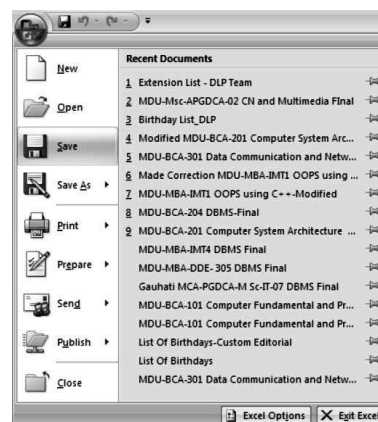 New
Open
Save
Save As
Print
Prepare
Send
Publish
Close
Recent Documents
1 Extension List - DLP Team
2 MDU-Msc-APGDCA-02 CN and Multimedia FInal
3 Birthday List_DLP
4 Modified MDU-BCA-201 Computer System Arc...
5 MDU-BCA-301 Data Communication and Netw...
6 Made Correction MDU-MBA-IMT1 OOPS using ...
7 MDU-MBA-IMT1 OOPS using C++-Modified
8 MDU-BCA-204 DBMS-Final
9 MDU-BCA-201 Computer System Architecture ...
MDU-MBA-IMT4 DBMS Final
MDU-MBA-DDE- 305 DBMS Final
Gauhati MCA-PGDCA-M Sc-IT-07 DBMS Final
MDU-BCA-101 Computer Fundamental and Pr...
MDU-BCA-101 Computer Fundamental and Pr...
List Of Birthdays-Custom Editorial
List Of Birthdays
MDU-BCA-301 Data Communication and Netw...
Excel Options
Exit Excel